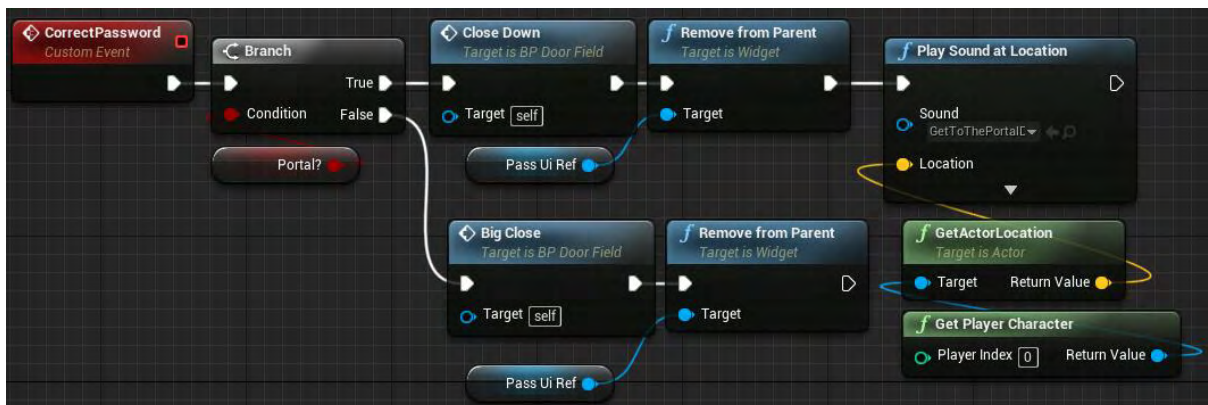 CorrectPassword
Custom Event
Branch
True
Condition
False
Portal?
Close Down
Target is BP Door Field
Target
self
Pass Ui Ref
Remove from Parent
Target is Widget
Target
Play Sound at Location
Sound
GetToThePortalD
Location
Big Close
Target is BP Door Field
Target
self
Pass Ui Ref
Remove from Parent
Target is Widget
Target
GetActorLocation
Target is Actor
Target
Return Value
Get Player Character
Player Index
0
Return Value